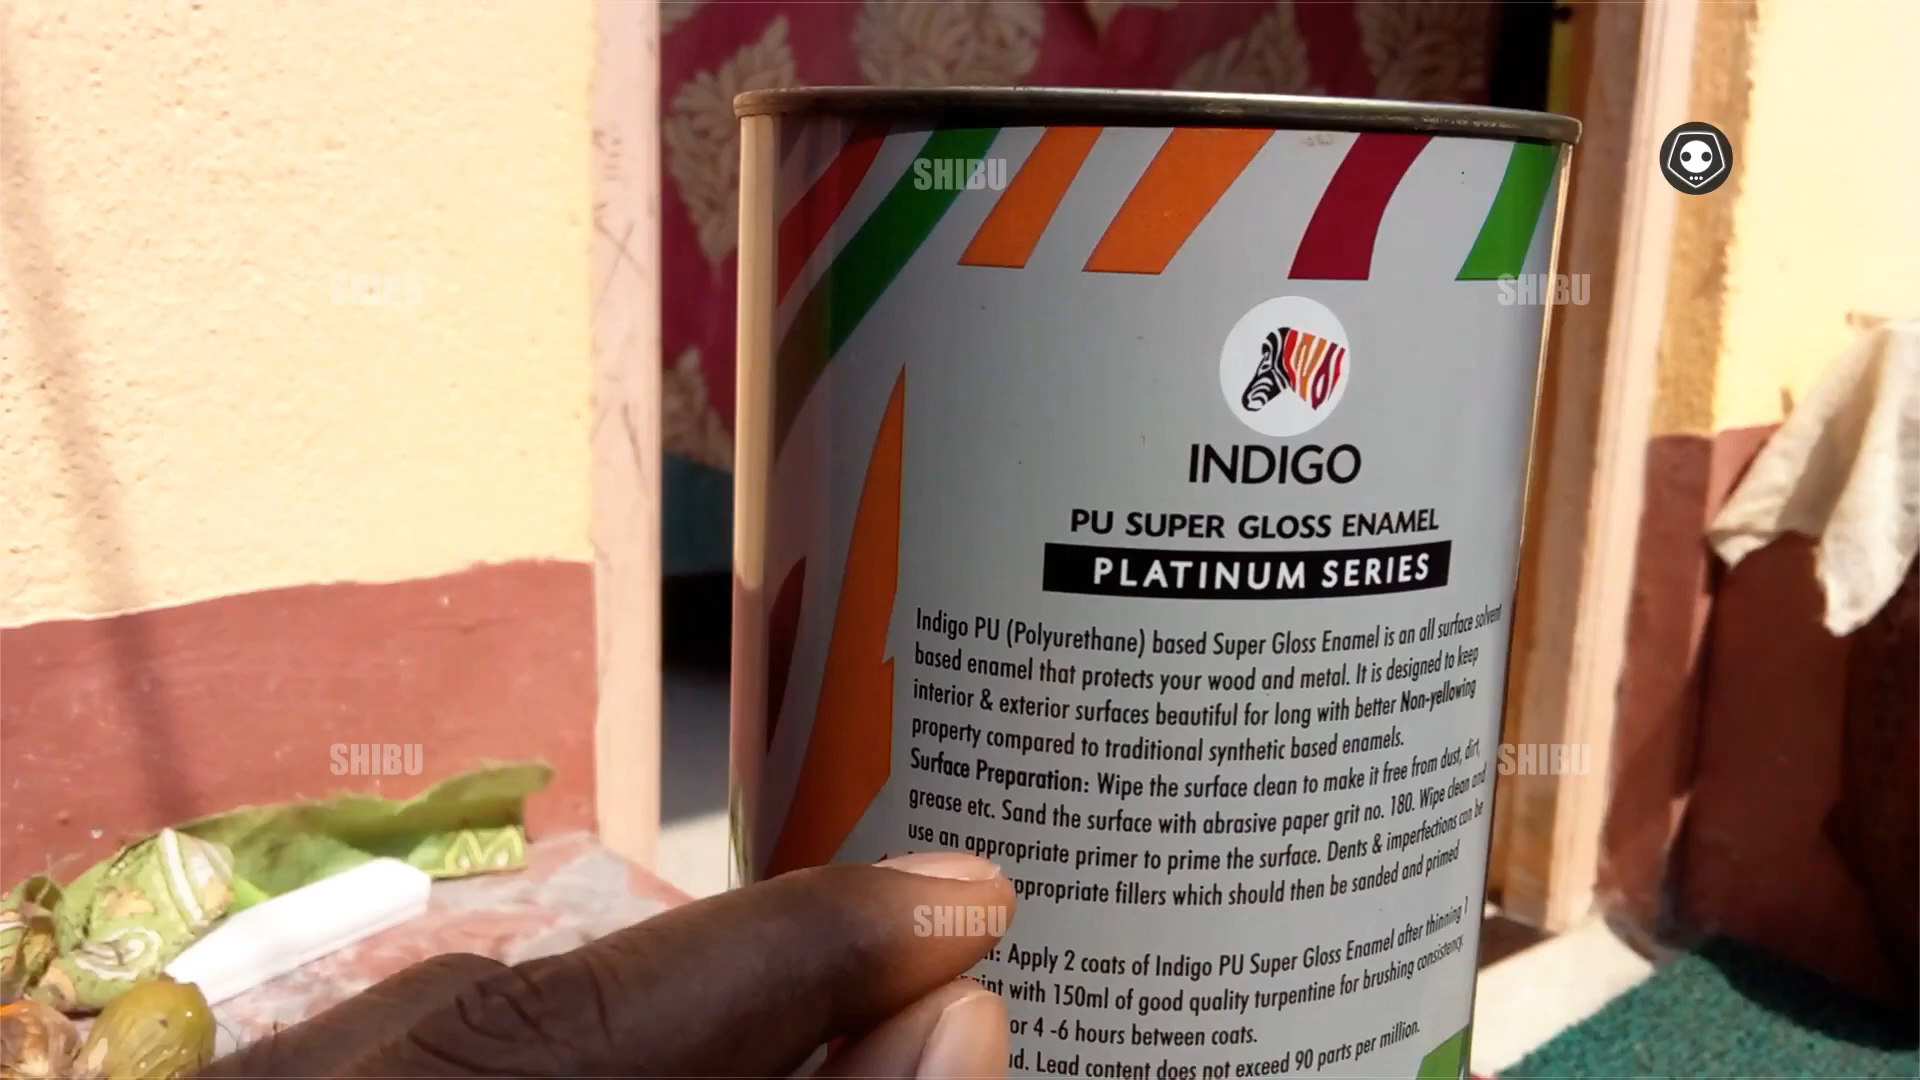 INDIGO
PU SUPER GLOSS ENAMEL
PLATINUM SERIES
Indigo PU (Polyurethane) based Super Gloss Enamel is an all surface solvent
based enamel that protects your wood and metal. It is designed to keep
interior & exterior surfaces beautiful for long with better Non-yellowing
property compared to traditional synthetic based enamels.
Surface Preparation: Wipe the surface clean to make it free from dust, dirt,
grease etc. Sand the surface with abrasive paper grit no. 180. Wipe clean and
use an appropriate primer to prime the surface. Dents & imperfections can be
fillers which should then be sanded and primed
Apply 2 coats of Indigo PU Super Gloss Enamel after thinning 1
with 150ml of good quality turpentine for brushing consistency.
or 4 -6 hours between coats.
Lead content does not exceed 90 parts per million.
SHIBU
SHIBU
SHIBU
SHIBU
SHIBU
SHIBU